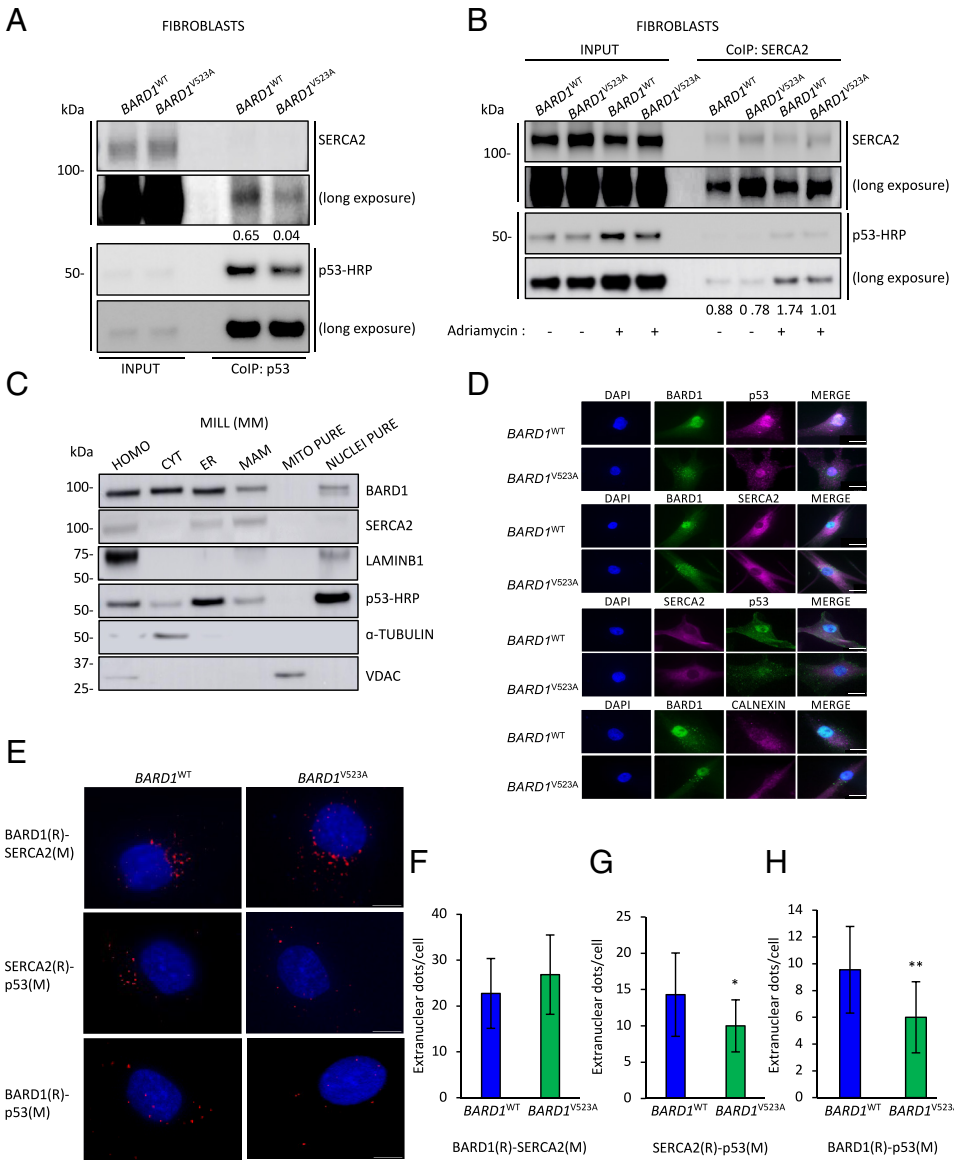 A
FIBROBLASTS
BARD1WT
BARD1V523A
BARD1WT
BARD1V523A
kDa
SERCA2
100-
(long exposure)
0.65 0.04
50-
p53-HRP
(long exposure)
INPUT CoIP: p53
B
FIBROBLASTS
INPUT CoIP: SERCA2
BARD1WT
BARD1V523A
BARD1WT
BARD1V523A
BARD1WT
BARD1V523A
BARD1WT
BARD1V523A
kDa
SERCA2
100-
(long exposure)
50-
p53-HRP
(long exposure)
0.88 0 .78 1.74 1.01
Adriamycin : - - + + - - + +
C
MILL (MM)
kDa
HOMO
CYT
ER
MAM
MITO PURE
NUCLEI PURE
100- BARD1
100- SERCA2
75- LAMINB1
50-
50- p53-HRP
50- α-TUBULIN
37- VDAC
25-
D
DAPI BARD1 p53 MERGE
BARD1WT
BARD1V523A
DAPI BARD1 SERCA2 MERGE
BARD1WT
BARD1V523A
DAPI SERCA2 p53 MERGE
BARD1WT
BARD1V523A
DAPI BARD1 CALNEXIN MERGE
BARD1WT
BARD1V523A
E
BARD1WT BARD1V523A
BARD1(R)-
SERCA2(M)
SERCA2(R)-
p53(M)
BARD1(R)-
p53(M)
F
Extranuclear dots/cell
40
30
20
10
0
BARD1WT BARD1V523A
BARD1(R)-SERCA2(M)
G
Extranuclear dots/cell
25
20
15
10
5
0
*
BARD1WT BARD1V523A
SERCA2(R)-p53(M)
H
Extranuclear dots/cell
14
12
10
8
6
4
2
0
**
BARD1WT BARD1V523A
BARD1(R)-p53(M)